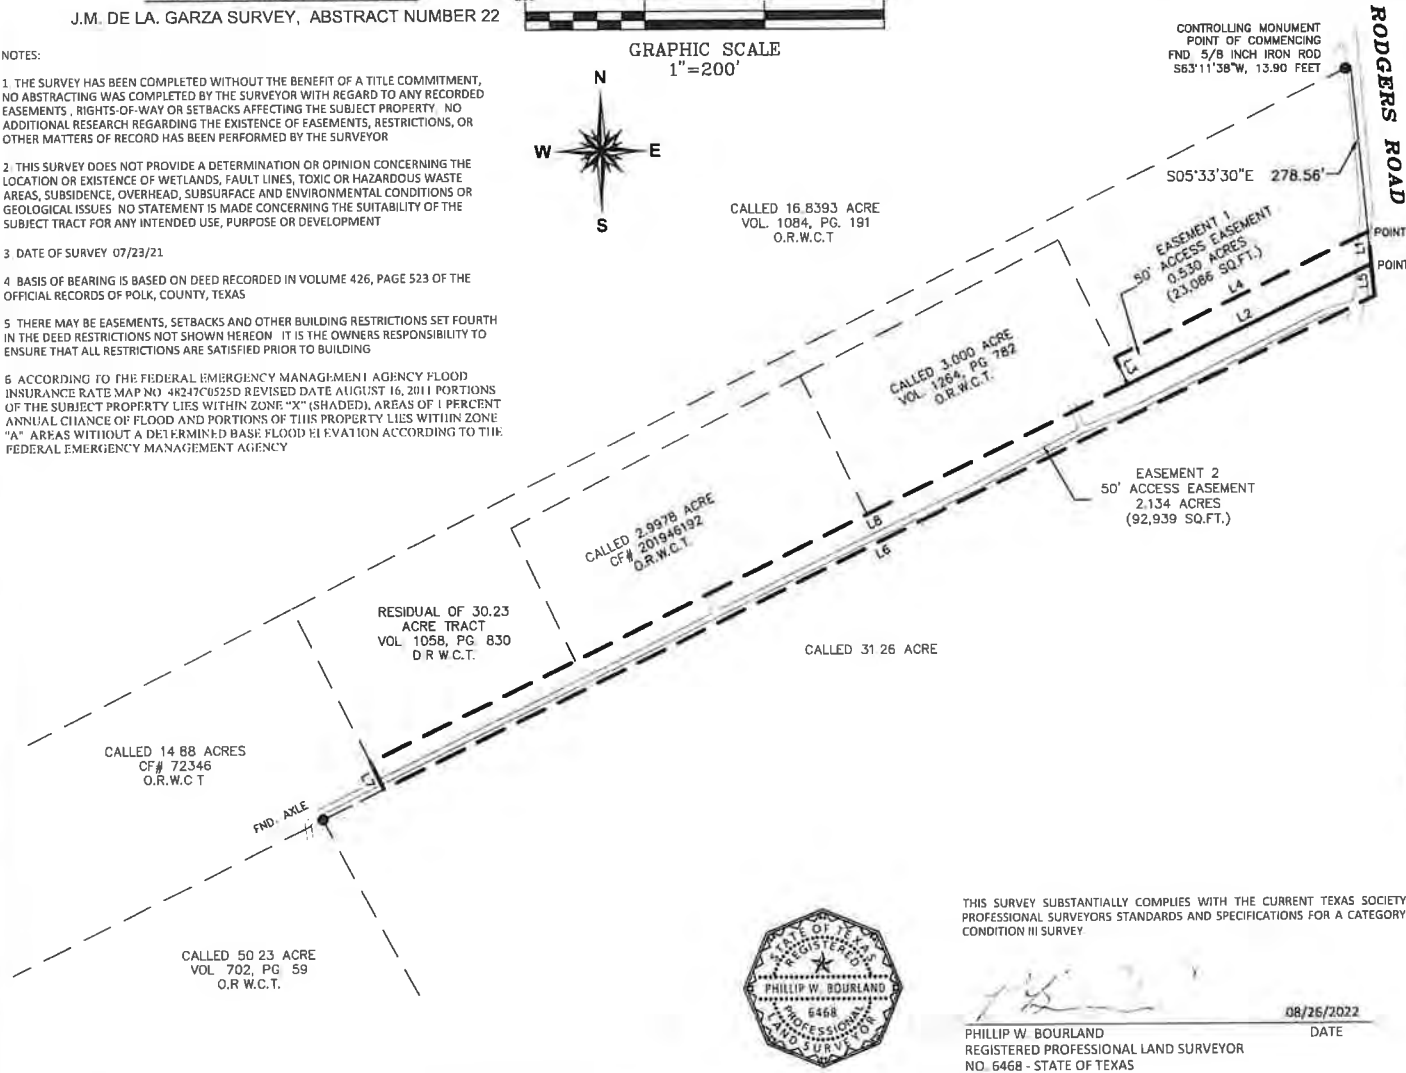 J.M. DE LA. GARZA SURVEY, ABSTRACT NUMBER 22
NOTES:
1. THE SURVEY HAS BEEN COMPLETED WITHOUT THE BENEFIT OF A TITLE COMMITMENT,
NO ABSTRACTING WAS COMPLETED BY THE SURVEYOR WITH REGARD TO ANY RECORDED
EASEMENTS, RIGHTS-OF-WAY OR SETBACKS AFFECTING THE SUBJECT PROPERTY. NO
ADDITIONAL RESEARCH REGARDING THE EXISTENCE OF EASEMENTS, RESTRICTIONS, OR
OTHER MATTERS OF RECORD HAS BEEN PERFORMED BY THE SURVEYOR
2. THIS SURVEY DOES NOT PROVIDE A DETERMINATION OR OPINION CONCERNING THE
LOCATION OR EXISTENCE OF WETLANDS, FAULT LINES, TOXIC OR HAZARDOUS WASTE
AREAS, SUBSIDENCE, OVERHEAD, SUBSURFACE AND ENVIRONMENTAL CONDITIONS OR
GEOLOGICAL ISSUES NO STATEMENT IS MADE CONCERNING THE SUITABILITY OF THE
SUBJECT TRACT FOR ANY INTENDED USE, PURPOSE OR DEVELOPMENT
3 DATE OF SURVEY 07/23/21
4 BASIS OF BEARING IS BASED ON DEED RECORDED IN VOLUME 426, PAGE 523 OF THE
OFFICIAL RECORDS OF POLK, COUNTY, TEXAS
5 THERE MAY BE EASEMENTS, SETBACKS AND OTHER BUILDING RESTRICTIONS SET FOURTH
IN THE DEED RESTRICTIONS NOT SHOWN HEREON IT IS THE OWNERS RESPONSIBILITY TO
ENSURE THAT ALL RESTRICTIONS ARE SATISFIED PRIOR TO BUILDING
6 ACCORDING TO THE FEDERAL EMERGENCY MANAGEMENT AGENCY FLOOD
INSURANCE RATE MAP NO 48247C0525D REVISED DATE AUGUST 16, 2011 PORTIONS
OF THE SUBJECT PROPERTY LIES WITHIN ZONE "X" (SHADED), AREAS OF 1 PERCENT
ANNUAL CHANCE OF FLOOD AND PORTIONS OF THIS PROPERTY LIES WITHIN ZONE
"A" AREAS WITHOUT A DETERMINED BASE FLOOD ELEVATION ACCORDING TO THE
FEDERAL EMERGENCY MANAGEMENT AGENCY
GRAPHIC SCALE
1"=200'
N
W E
S
CONTROLLING MONUMENT
POINT OF COMMENCING
FND 5/8 INCH IRON ROD
S63°11'38"W, 13.90 FEET
RODGERS ROAD
S05°33'30"E 278.56'
POINT
POINT
CALLED 16.8393 ACRE
VOL. 1084, PG. 191
O.R.W.C.T
EASEMENT 1
50' ACCESS EASEMENT
0.530 ACRES
(23,086 SQ.FT.)
L1
L5
L4
L2
L3
CALLED 3.000 ACRE
VOL. 1264, PG 782
O.R.W.C.T.
EASEMENT 2
50' ACCESS EASEMENT
2.134 ACRES
(92,939 SQ.FT.)
CALLED 2.9978 ACRE
CF# 201946192
O.R.W.C.T.
L8
L6
RESIDUAL OF 30.23
ACRE TRACT
VOL 1058, PG. 830
D R W.C.T.
CALLED 31 26 ACRE
CALLED 14 88 ACRES
CF# 72346
O.R.W.C T
L7
FND. AXLE
CALLED 50 23 ACRE
VOL 702, PG 59
O.R W.C.T.
STATE OF TEXAS
REGISTERED
PHILLIP W. BOURLAND
6468
PROFESSIONAL
LAND SURVEYOR
THIS SURVEY SUBSTANTIALLY COMPLIES WITH THE CURRENT TEXAS SOCIETY
PROFESSIONAL SURVEYORS STANDARDS AND SPECIFICATIONS FOR A CATEGORY
CONDITION III SURVEY
08/26/2022
PHILLIP W. BOURLAND DATE
REGISTERED PROFESSIONAL LAND SURVEYOR
NO. 6468 - STATE OF TEXAS